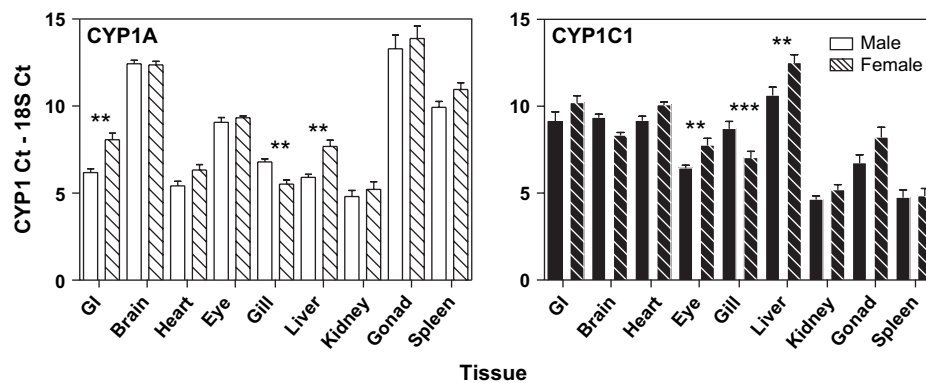 CYP1A
CYP1C1
Male
Female
CYP1 Ct - 18S Ct
15
10
5
0
15
10
5
0
**
**
**
**
***
**
GI
Brain
Heart
Eye
Gill
Liver
Kidney
Gonad
Spleen
GI
Brain
Heart
Eye
Gill
Liver
Kidney
Gonad
Spleen
Tissue